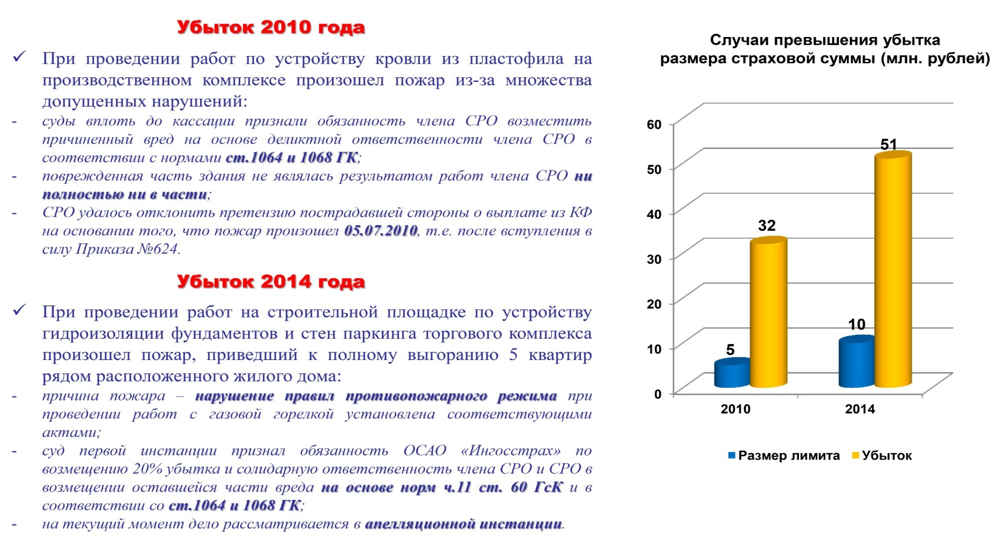 Убыток 2010 года
✓ При проведении работ по устройству кровли из пластофила на
производственном комплексе произошел пожар из-за множества
допущенных нарушений:
- суды вплоть до кассации признали обязанность члена СРО возместить
причиненный вред на основе деликтной ответственности члена СРО в
соответствии с нормами ст.1064 и 1068 ГК;
- поврежденная часть здания не являлась результатом работ члена СРО ни
полностью ни в части;
- СРО удалось отклонить претензию пострадавшей стороны о выплате из КФ
на основании того, что пожар произошел 05.07.2010, т.е. после вступления в
силу Приказа №624.
Убыток 2014 года
✓ При проведении работ на строительной площадке по устройству
гидроизоляции фундаментов и стен паркинга торгового комплекса
произошел пожар, приведший к полному выгоранию 5 квартир
рядом расположенного жилого дома:
- причина пожара – нарушение правил противопожарного режима при
проведении работ с газовой горелкой установлена соответствующими
актами;
- суд первой инстанции признал обязанность ОСАО «Ингосстрах» по
возмещению 20% убытка и солидарную ответственность члена СРО и СРО в
возмещении оставшейся части вреда на основе норм ч.11 ст. 60 ГсК и в
соответствии со ст.1064 и 1068 ГК;
- на текущий момент дело рассматривается в апелляционной инстанции.
Случаи превышения убытка
размера страховой суммы (млн. рублей)
60
50
40
30
20
10
0
5
32
10
51
2010
2014
Размер лимита
Убыток